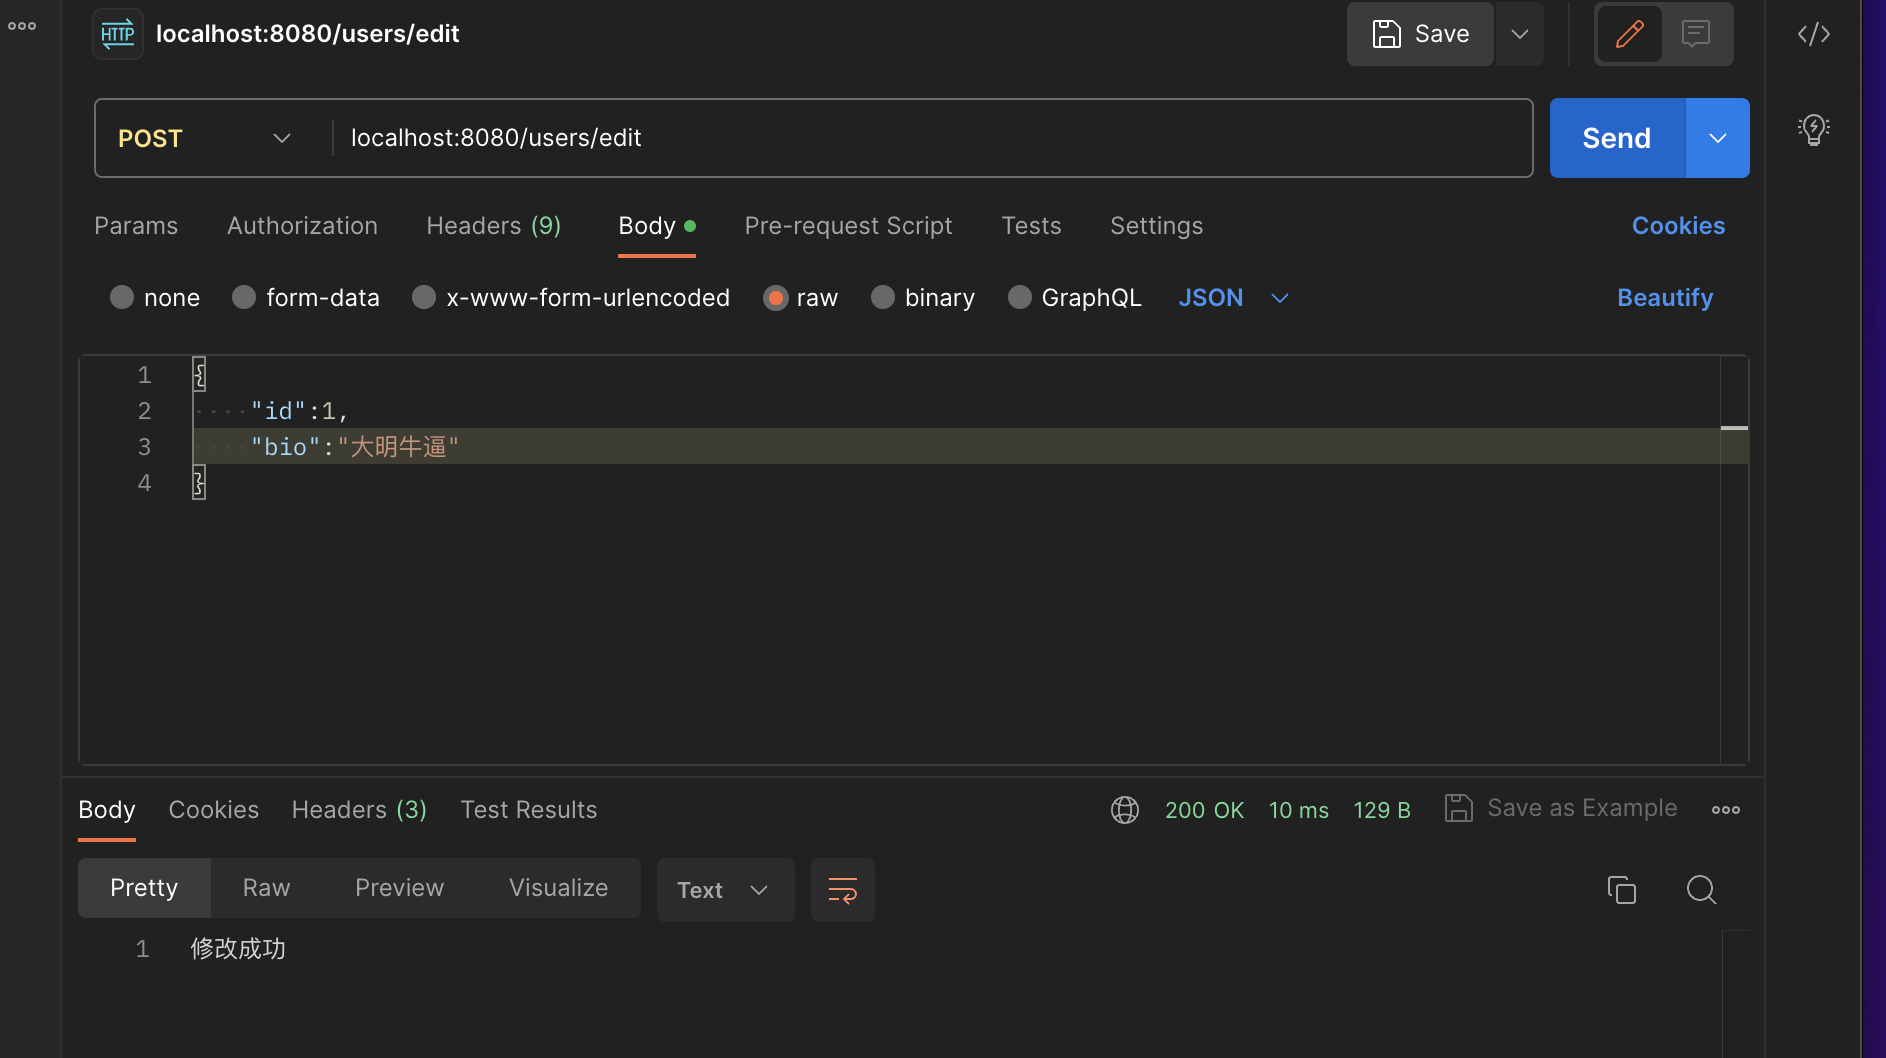 HTTP localhost:8080/users/edit Save
POST localhost:8080/users/edit Send
Params Authorization Headers (9) Body Pre-request Script Tests Settings Cookies
none form-data x-www-form-urlencoded raw binary GraphQL JSON Beautify
1 {
2 "id":1,
3 "bio":"大明牛逼"
4 }
Body Cookies Headers (3) Test Results 200 OK 10 ms 129 B Save as Example
Pretty Raw Preview Visualize Text
1 修改成功